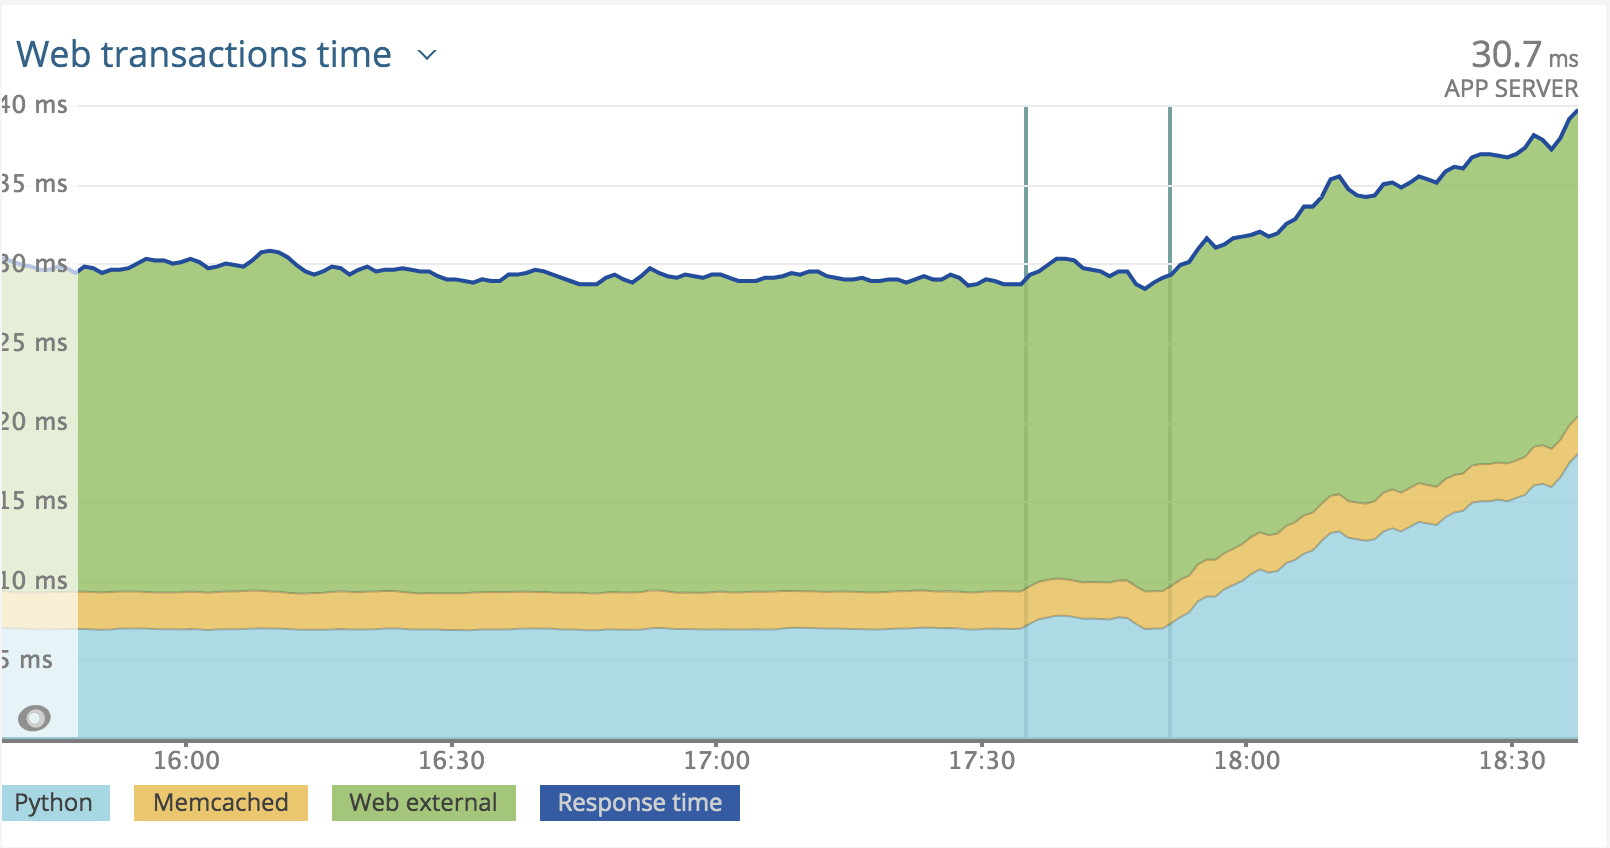 Web transactions time
30.7 ms
APP SERVER
40 ms
35 ms
30 ms
25 ms
20 ms
15 ms
10 ms
5 ms
16:00 16:30 17:00 17:30 18:00 18:30
Python Memcached Web external Response time